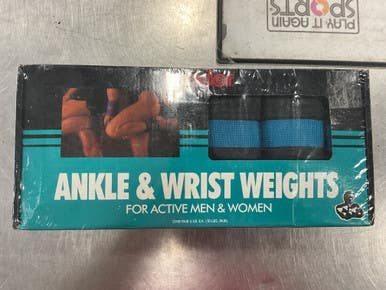 PLAY IT AGAIN
SPORTS
ANKLE & WRIST WEIGHTS
FOR ACTIVE MEN & WOMEN